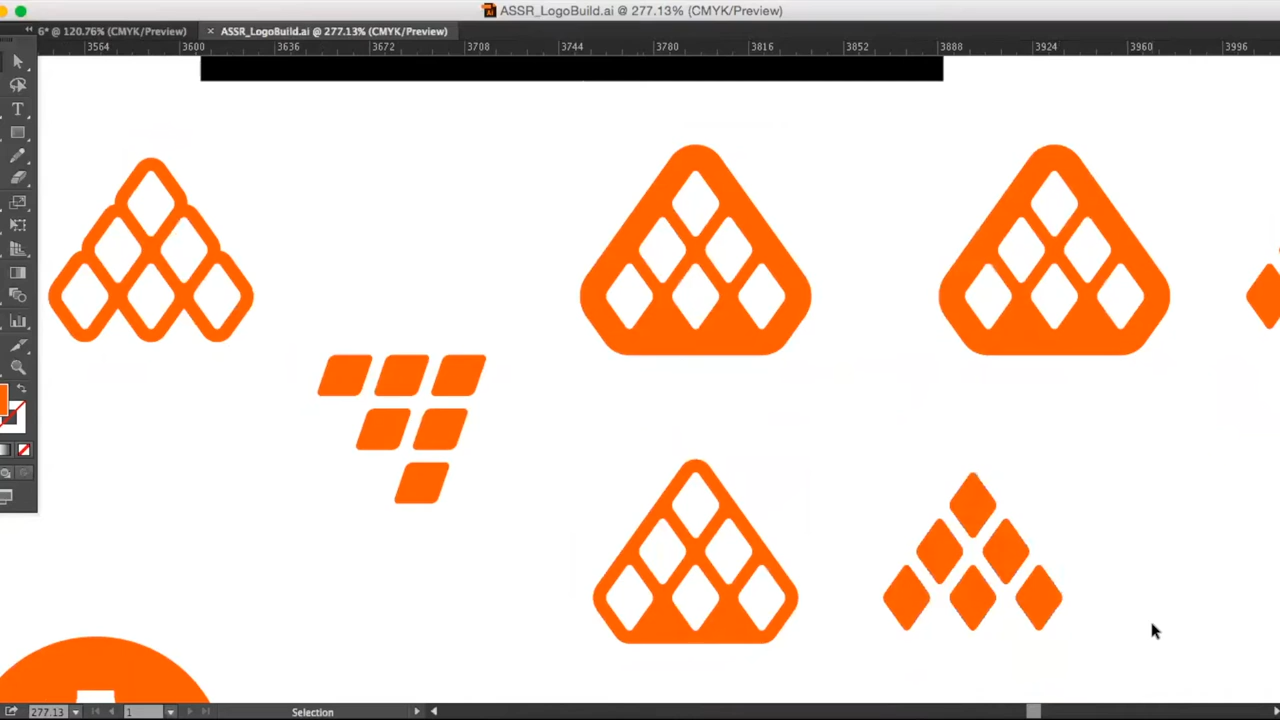 ASSR_LogoBuild.ai @ 277.13% (CMYK/Preview)
6* @ 120.76% (CMYK/Preview) × ASSR_LogoBuild.ai @ 277.13% (CMYK/Preview)
3564 3600 3636 3672 3708 3744 3780 3816 3852 3888 3924 3960 3996
T
277.13 1 Selection